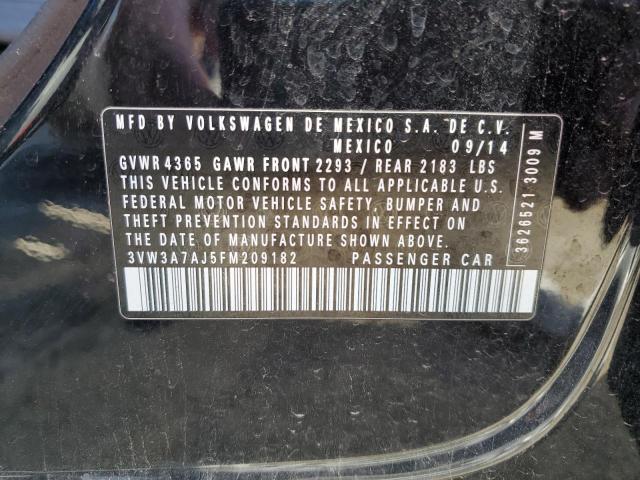 MFD BY VOLKSWAGEN DE MEXICO S.A. DE C.V.
MEXICO 09/14
GVWR 4365 GAWR FRONT 2293 / REAR 2183 LBS
THIS VEHICLE CONFORMS TO ALL APPLICABLE U.S.
FEDERAL MOTOR VEHICLE SAFETY, BUMPER AND
THEFT PREVENTION STANDARDS IN EFFECT ON
THE DATE OF MANUFACTURE SHOWN ABOVE.
3VW3A7AJ5FM209182 PASSENGER CAR
362652113009 M